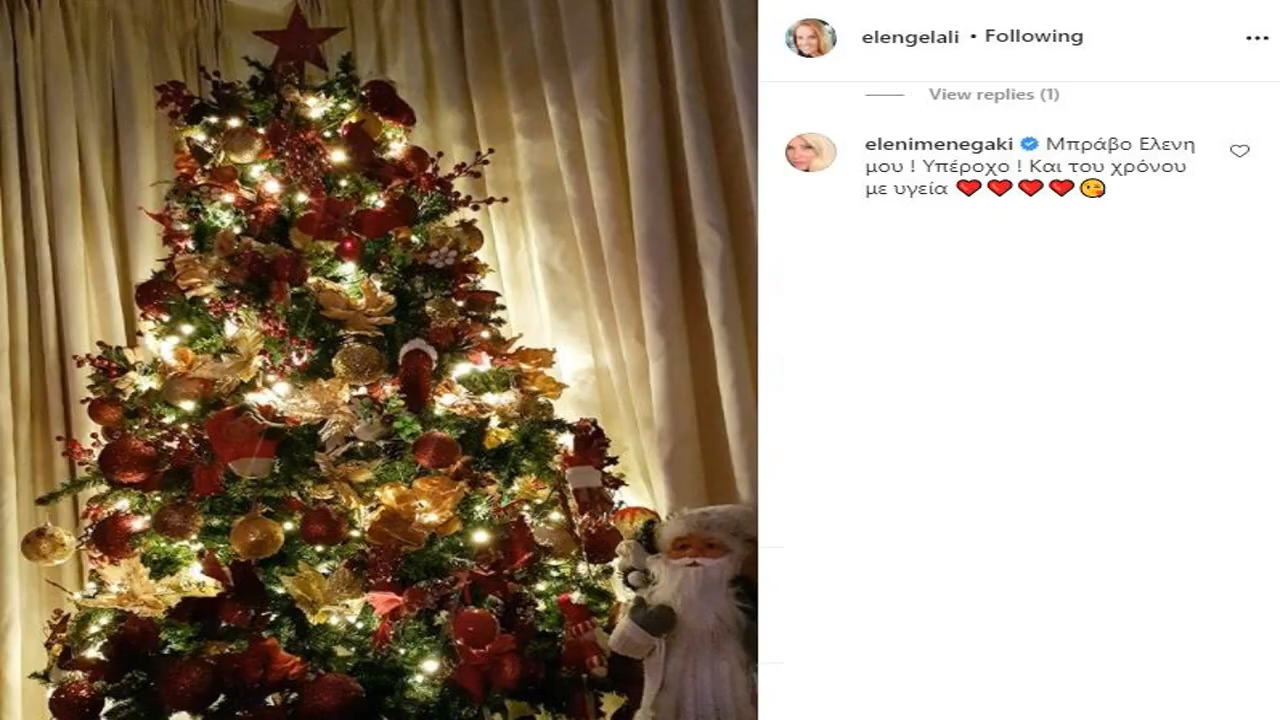 elengelali • Following
View replies (1)
elenimenegaki Μπράβο Ελενη
μου ! Υπέροχο ! Και του χρόνου
με υγεία ❤❤❤❤😘